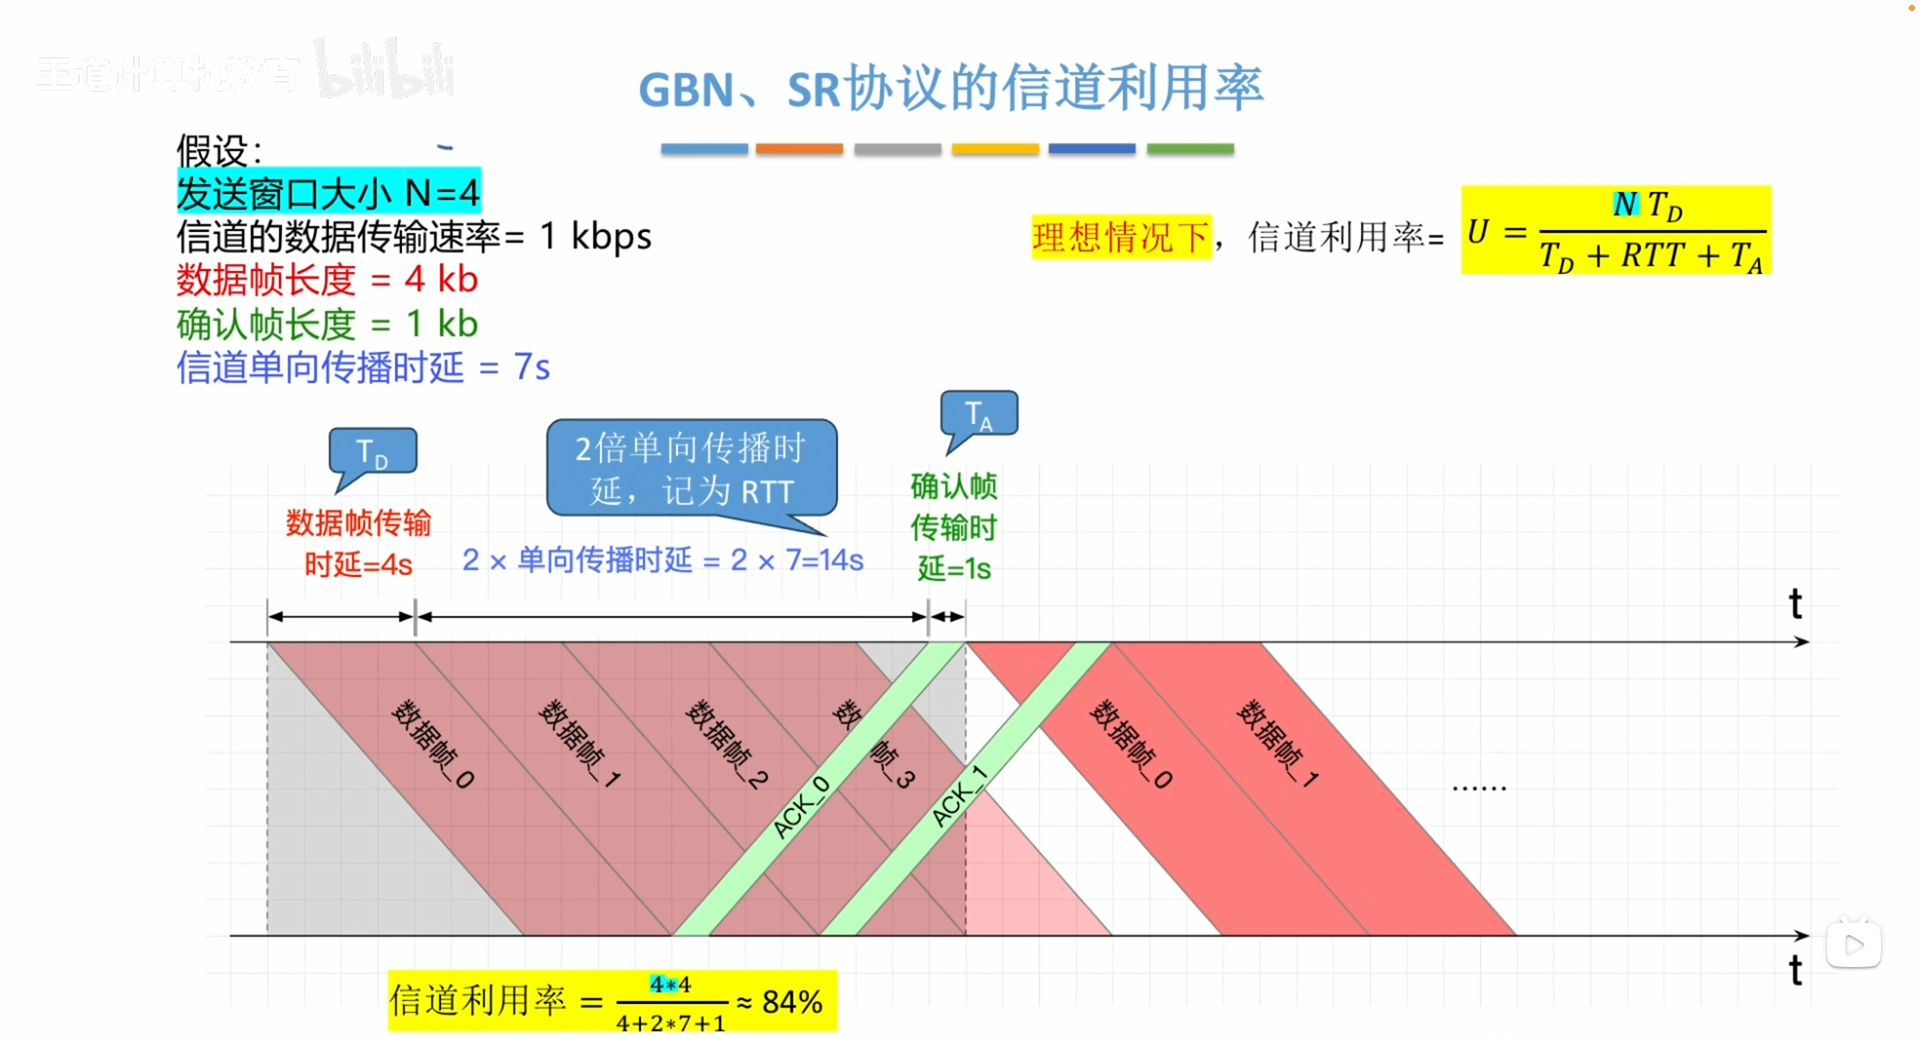 王道计算机教育 bilibili
GBN、SR协议的信道利用率
假设：
发送窗口大小 N=4
信道的数据传输速率= 1 kbps
数据帧长度 = 4 kb
确认帧长度 = 1 kb
信道单向传播时延 = 7s
理想情况下，信道利用率= U = N T_D / (T_D + RTT + T_A)
T_D
2倍单向传播时
延，记为 RTT
T_A
数据帧传输
时延=4s
2 × 单向传播时延 = 2 × 7=14s
确认帧
传输时
延=1s
t
数据帧_0
数据帧_1
数据帧_2
数据帧_3
ACK_0
ACK_1
数据帧_0
数据帧_1
......
t
信道利用率 = 4*4 / (4+2*7+1) ≈ 84%